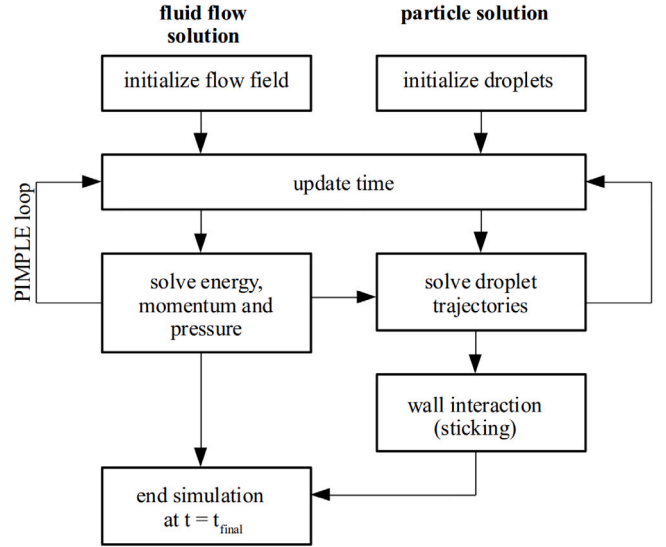 fluid flow
solution
particle solution
initialize flow field
initialize droplets
update time
PIMPLE loop
solve energy,
momentum and
pressure
solve droplet
trajectories
wall interaction
(sticking)
end simulation
at t = t_final